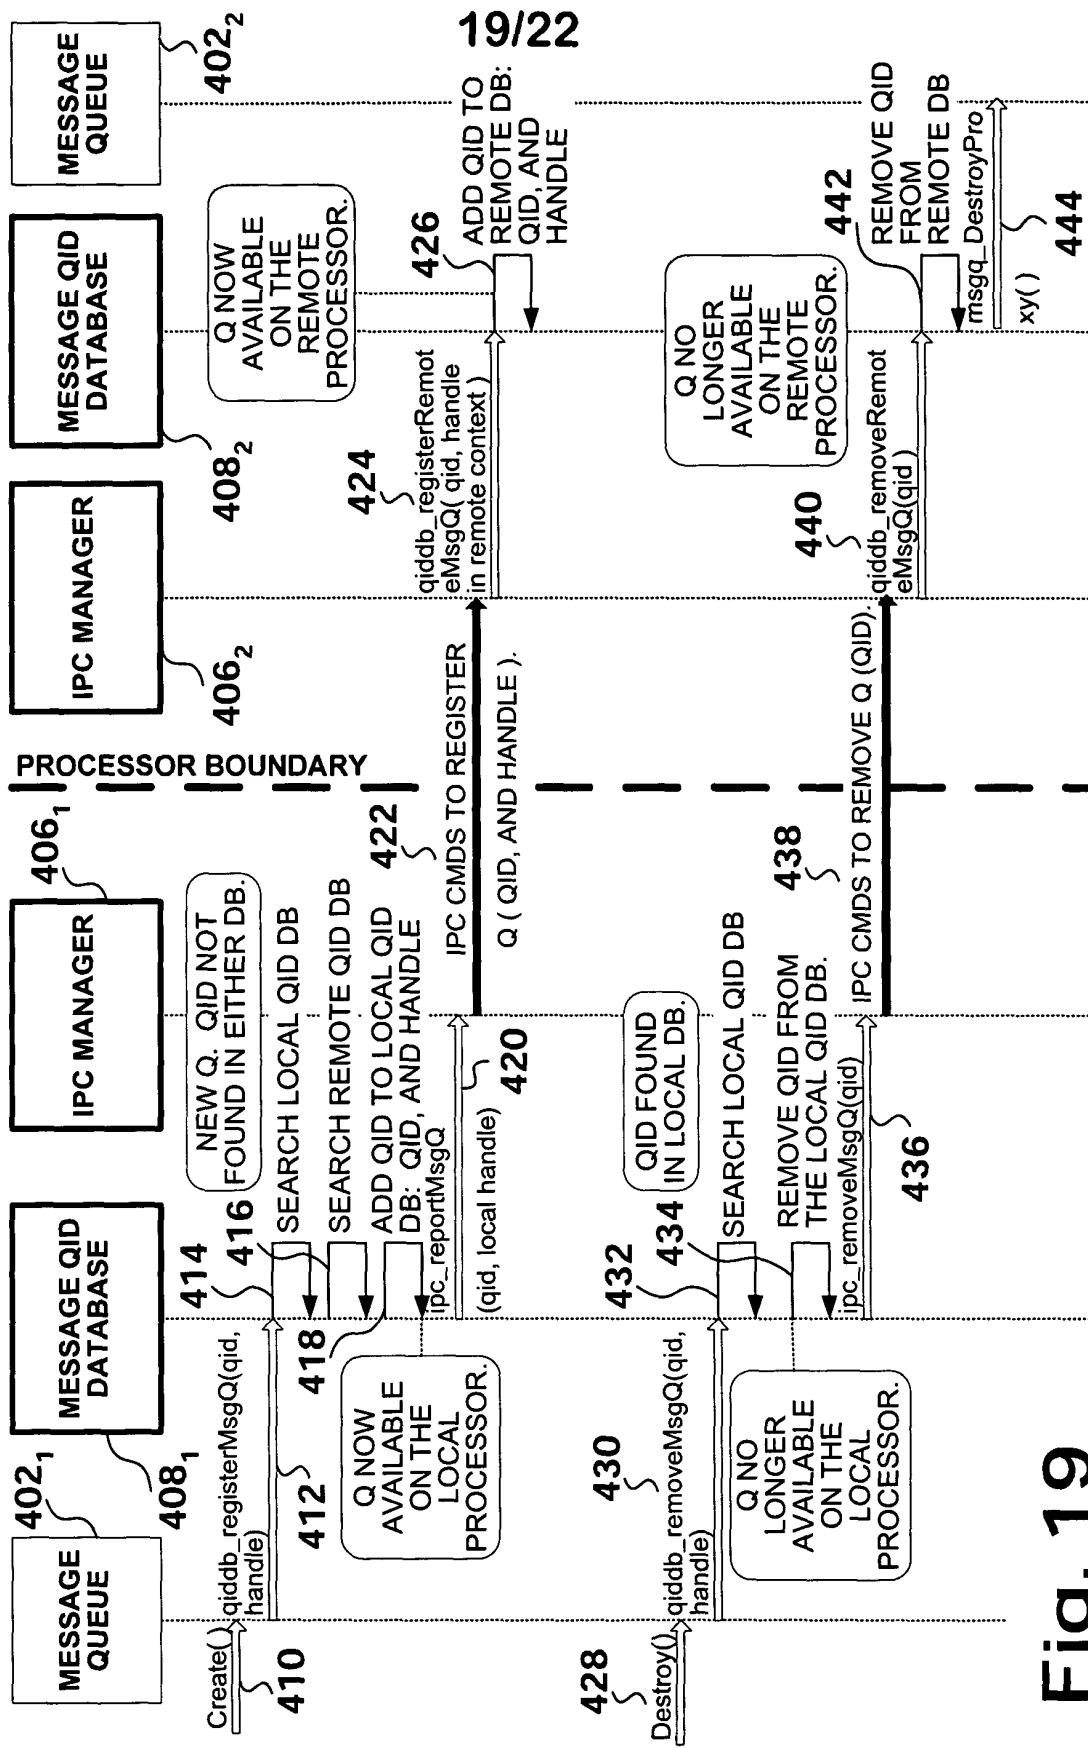 19/22
MESSAGE
QUEUE
402₁
MESSAGE QID
DATABASE
408₁
IPC MANAGER
406₁
PROCESSOR BOUNDARY
IPC MANAGER
406₂
MESSAGE QID
DATABASE
408₂
MESSAGE
QUEUE
402₂
Create()
410
qiddb_registerMsgQ(qid,
handle)
412
414
NEW Q. QID NOT
FOUND IN EITHER DB.
SEARCH LOCAL QID DB
416
SEARCH REMOTE QID DB
418
ADD QID TO LOCAL QID
DB: QID, AND HANDLE
Q NOW
AVAILABLE
ON THE
LOCAL
PROCESSOR.
ipc_reportMsgQ
(qid, local handle)
420
422
IPC CMDS TO REGISTER
Q ( QID, AND HANDLE ).
424
qiddb_registerRemot
eMsgQ( qid, handle
in remote context)
Q NOW
AVAILABLE
ON THE
REMOTE
PROCESSOR.
426
ADD QID TO
REMOTE DB:
QID, AND
HANDLE
Destroy()
428
430
qiddb_removeMsgQ(qid,
handle)
432
QID FOUND
IN LOCAL DB.
SEARCH LOCAL QID DB
434
REMOVE QID FROM
THE LOCAL QID DB.
Q NO
LONGER
AVAILABLE
ON THE
LOCAL
PROCESSOR.
ipc_removeMsgQ(qid)
436
438
IPC CMDS TO REMOVE Q (QID).
440
qiddb_removeRemot
eMsgQ(qid )
Q NO
LONGER
AVAILABLE
ON THE
REMOTE
PROCESSOR.
442
REMOVE QID
FROM
REMOTE DB
msgq_DestroyPro
xy( )
444
Fig. 19